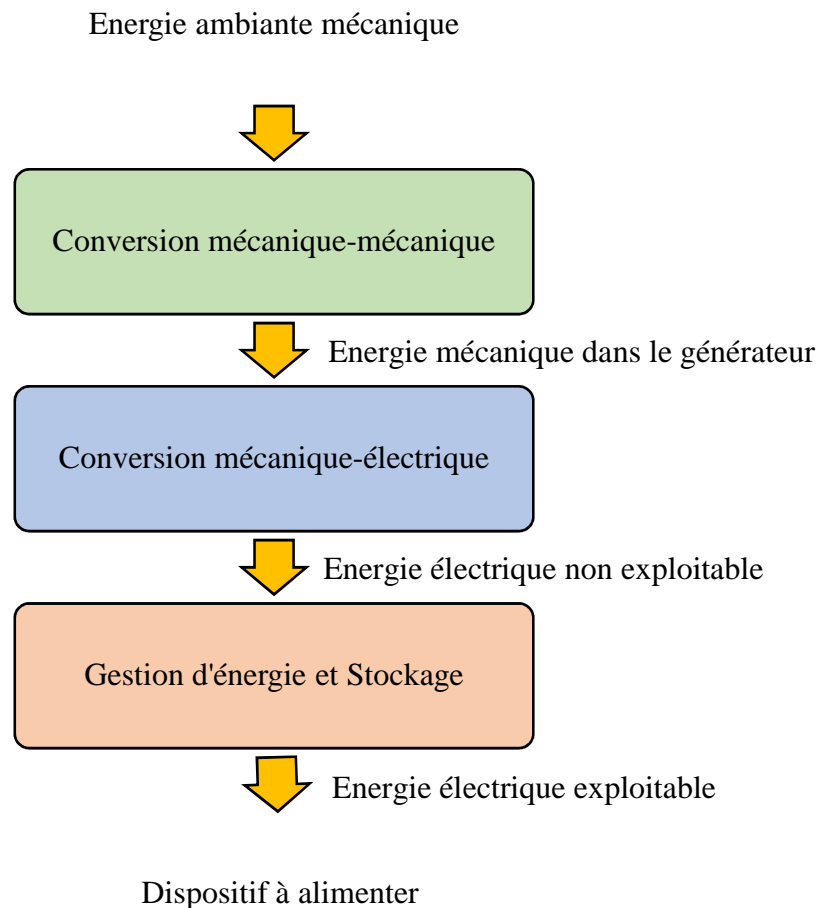 Energie ambiante mécanique
Conversion mécanique-mécanique
Energie mécanique dans le générateur
Conversion mécanique-électrique
Energie électrique non exploitable
Gestion d'énergie et Stockage
Energie électrique exploitable
Dispositif à alimenter